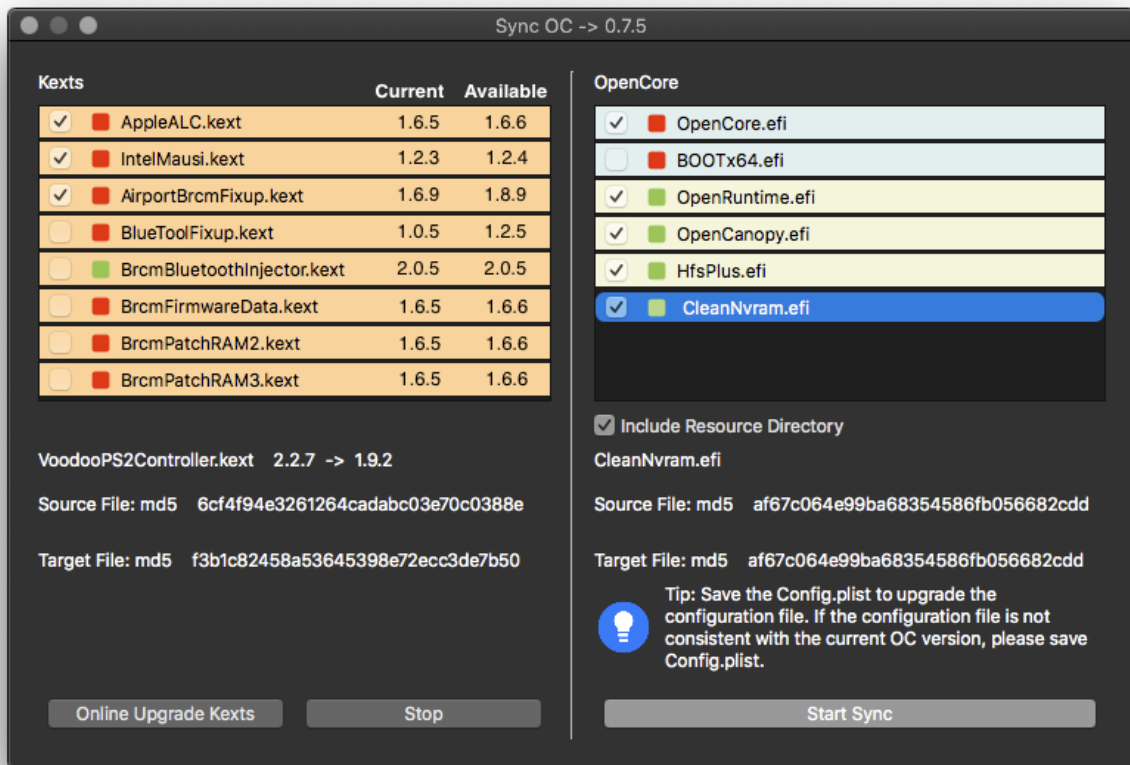 Sync OC -> 0.7.5
Kexts
Current Available
AppleALC.kext 1.6.5 1.6.6
IntelMausi.kext 1.2.3 1.2.4
AirportBrcmFixup.kext 1.6.9 1.8.9
BlueToolFixup.kext 1.0.5 1.2.5
BrcmBluetoothInjector.kext 2.0.5 2.0.5
BrcmFirmwareData.kext 1.6.5 1.6.6
BrcmPatchRAM2.kext 1.6.5 1.6.6
BrcmPatchRAM3.kext 1.6.5 1.6.6
VoodooPS2Controller.kext 2.2.7 -> 1.9.2
Source File: md5 6cf4f94e3261264cadabc03e70c0388e
Target File: md5 f3b1c82458a53645398e72ecc3de7b50
Online Upgrade Kexts
Stop
OpenCore
OpenCore.efi
BOOTx64.efi
OpenRuntime.efi
OpenCanopy.efi
HfsPlus.efi
CleanNvram.efi
Include Resource Directory
CleanNvram.efi
Source File: md5 af67c064e99ba68354586fb056682cdd
Target File: md5 af67c064e99ba68354586fb056682cdd
Tip: Save the Config.plist to upgrade the
configuration file. If the configuration file is not
consistent with the current OC version, please save
Config.plist.
Start Sync